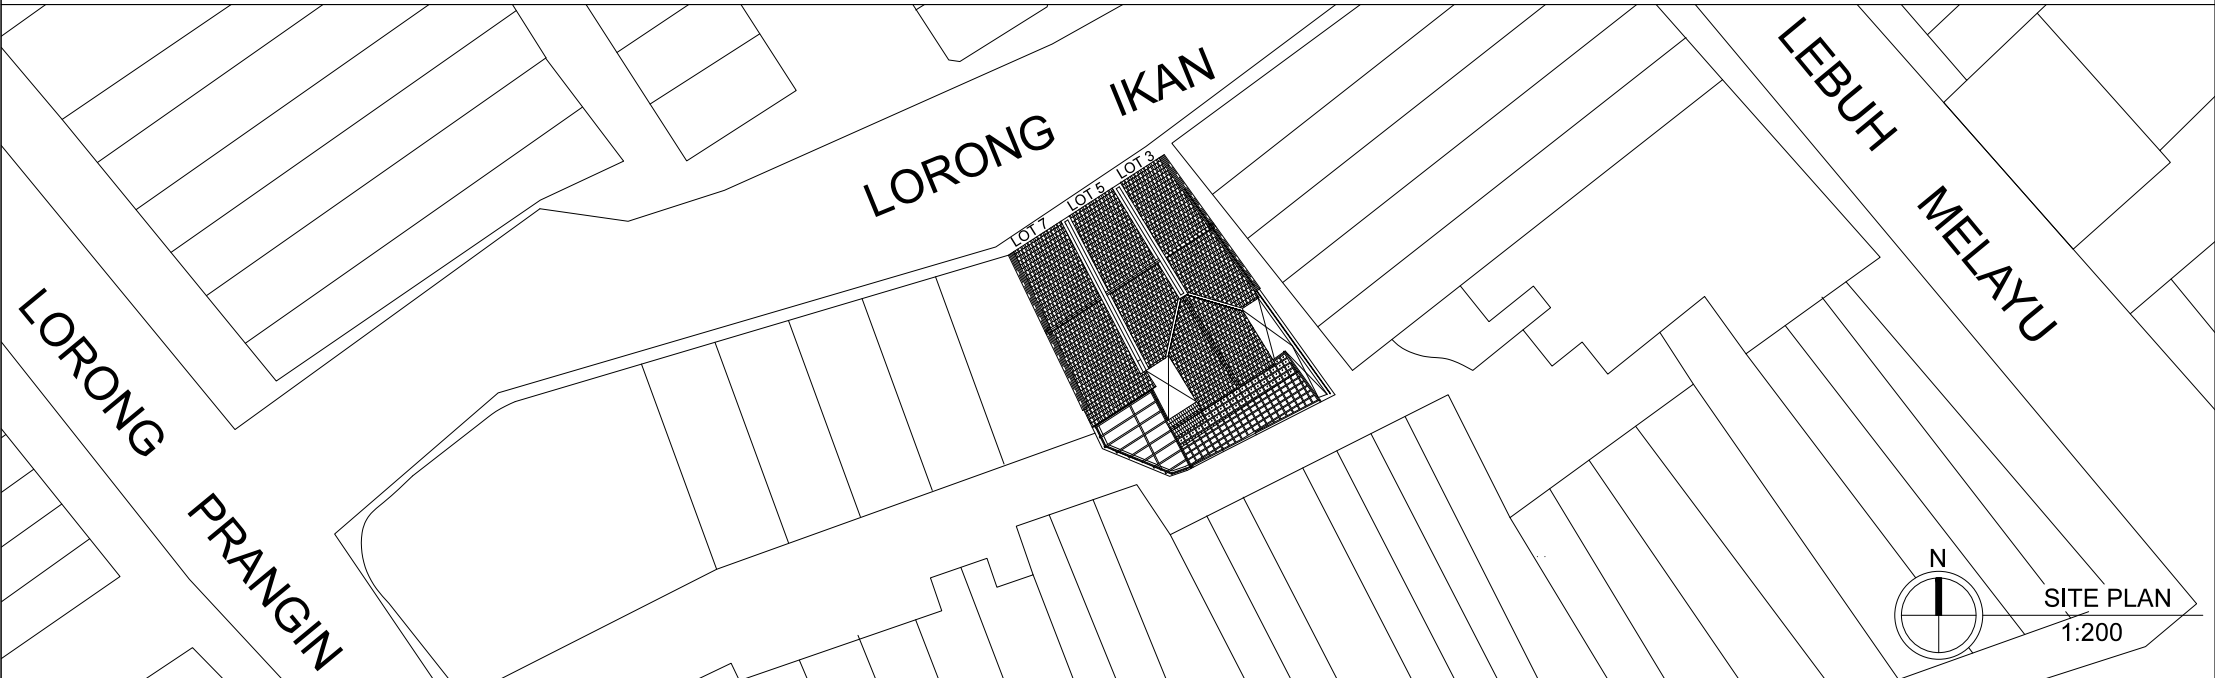 LORONG IKAN
LEBUH MELAYU
LOT 3
LOT 5
LOT 7
LORONG PRANGIN
N
SITE PLAN
1:200